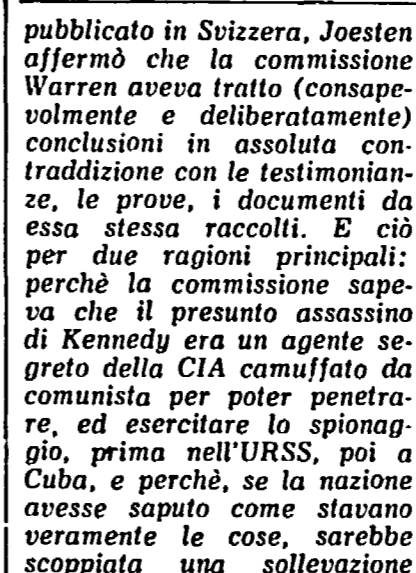 pubblicato in Svizzera, Joesten
affermò che la commissione
Warren aveva tratto (consape-
volmente e deliberatamente)
conclusioni in assoluta con-
traddizione con le testimonian-
ze, le prove, i documenti da
essa stessa raccolti. E ciò
per due ragioni principali:
perchè la commissione sape-
va che il presunto assassino
di Kennedy era un agente se-
greto della CIA camuffato da
comunista per poter penetra-
re, ed esercitare lo spionag-
gio, prima nell'URSS, poi a
Cuba, e perchè, se la nazione
avesse saputo come stavano
veramente le cose, sarebbe
scoppiata una sollevazione